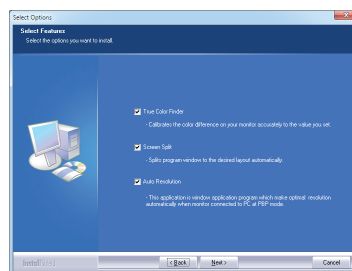 Select Options
Select Features
Select the options you want to install.
True Color Finder
- Calibrates the color difference on your monitor accurately to the value you set.
Screen Split
- Splits program window to the desired layout automatically.
Auto Resolution
- This application is window application program which make optimal resolution
automatically when monitor connected to PC at PBP mode.
InstallShield
< Back
Next >
Cancel